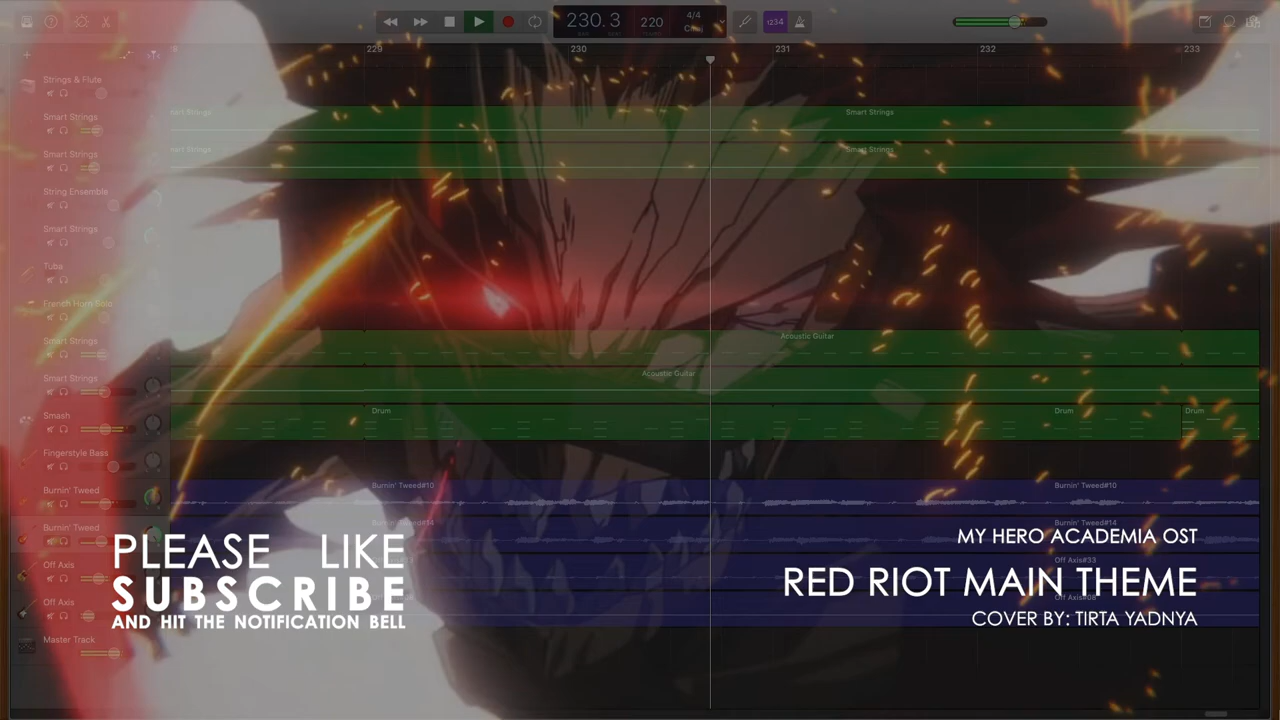 230.3
220
4/4
1234
229
230
231
232
233
Strings & Flute
Smart Strings
Smart Strings
Smart Strings
Smart Strings
Smart Strings
String Ensemble
Smart Strings
Tuba
French Horn Solo
Smart Strings
Acoustic Guitar
Smart Strings
Acoustic Guitar
Smash
Drum
Drum
Drum
Fingerstyle Bass
Burnin' Tweed
Burnin' Tweed#10
Burnin' Tweed#10
Burnin' Tweed
Burnin' Tweed#14
Off Axis
Off Axis#33
Off Axis
Master Track
PLEASE LIKE
SUBSCRIBE
AND HIT THE NOTIFICATION BELL
MY HERO ACADEMIA OST
RED RIOT MAIN THEME
COVER BY: TIRTA YADNYA